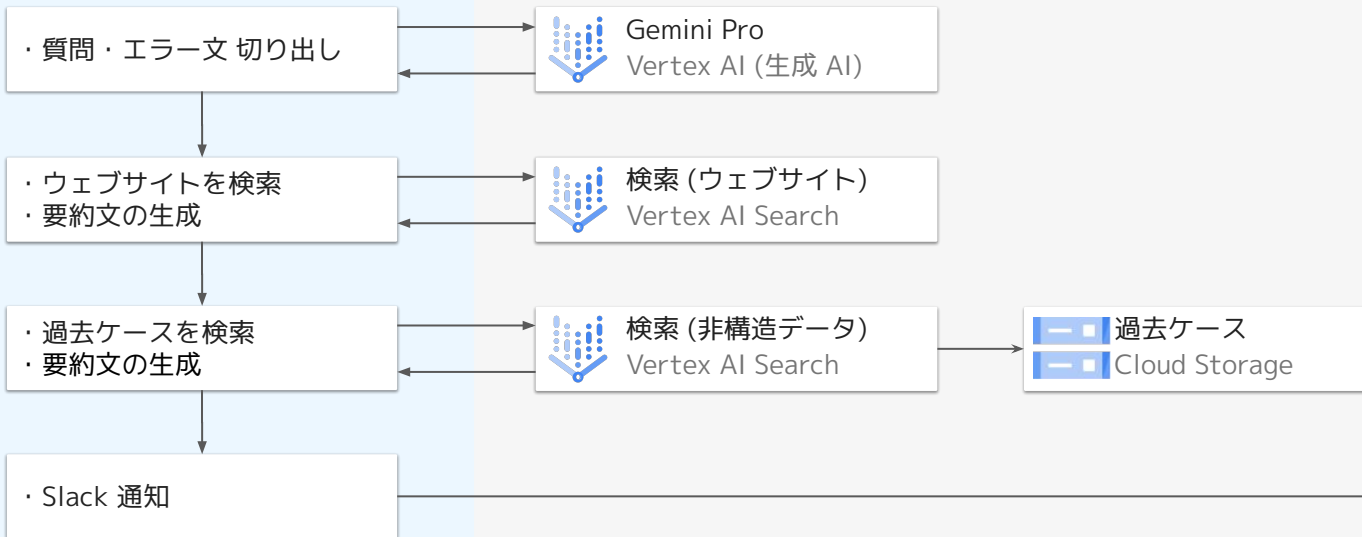 ・質問・エラー文 切り出し
Gemini Pro
Vertex AI (生成 AI)
・ウェブサイトを検索
・要約文の生成
検索 (ウェブサイト)
Vertex AI Search
・過去ケースを検索
・要約文の生成
検索 (非構造データ)
Vertex AI Search
過去ケース
Cloud Storage
・Slack 通知